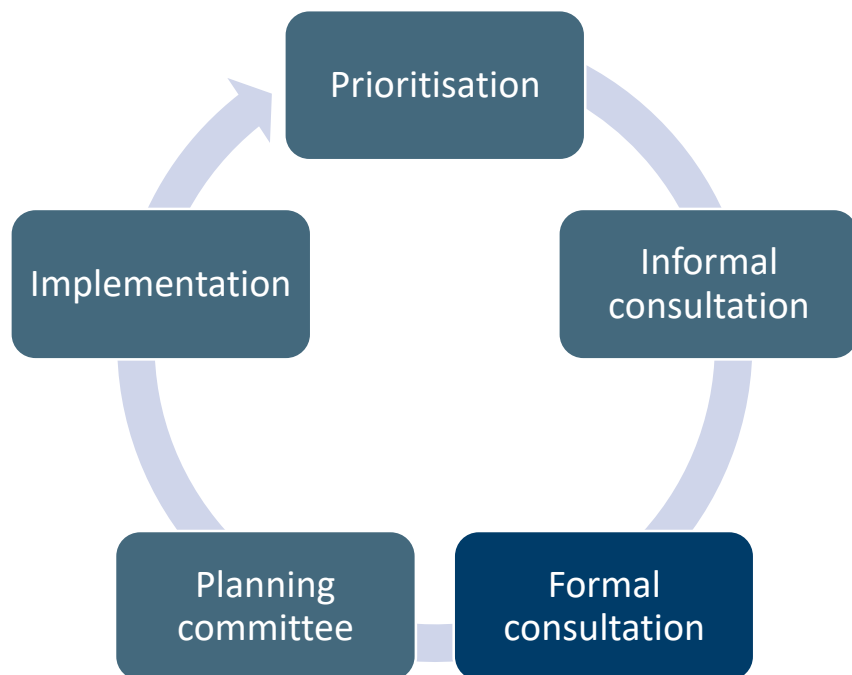 Prioritisation
Informal
consultation
Formal
consultation
Planning
committee
Implementation